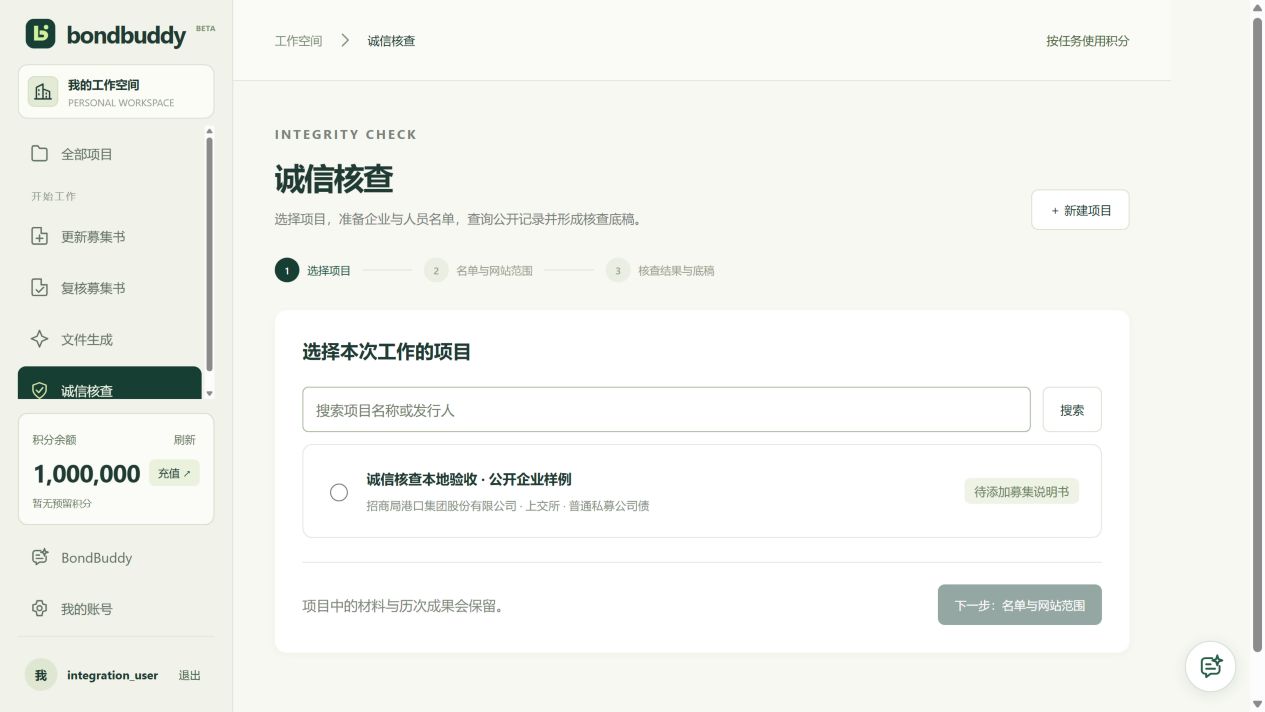 bondbuddy BETA
我的工作空间
PERSONAL WORKSPACE
全部项目
开始工作
更新募集书
复核募集书
文件生成
诚信核查
积分余额 刷新
1,000,000 充值 ↗
暂无预留积分
BondBuddy
我的账号
我 integration_user 退出
工作空间 > 诚信核查 按任务使用积分
INTEGRITY CHECK
诚信核查
选择项目，准备企业与人员名单，查询公开记录并形成核查底稿。
+ 新建项目
1 选择项目 2 名单与网站范围 3 核查结果与底稿
选择本次工作的项目
搜索项目名称或发行人 搜索
诚信核查本地验收 · 公开企业样例
招商局港口集团股份有限公司 · 上交所 · 普通私募公司债
待添加募集说明书
项目中的材料与历次成果会保留。
下一步：名单与网站范围